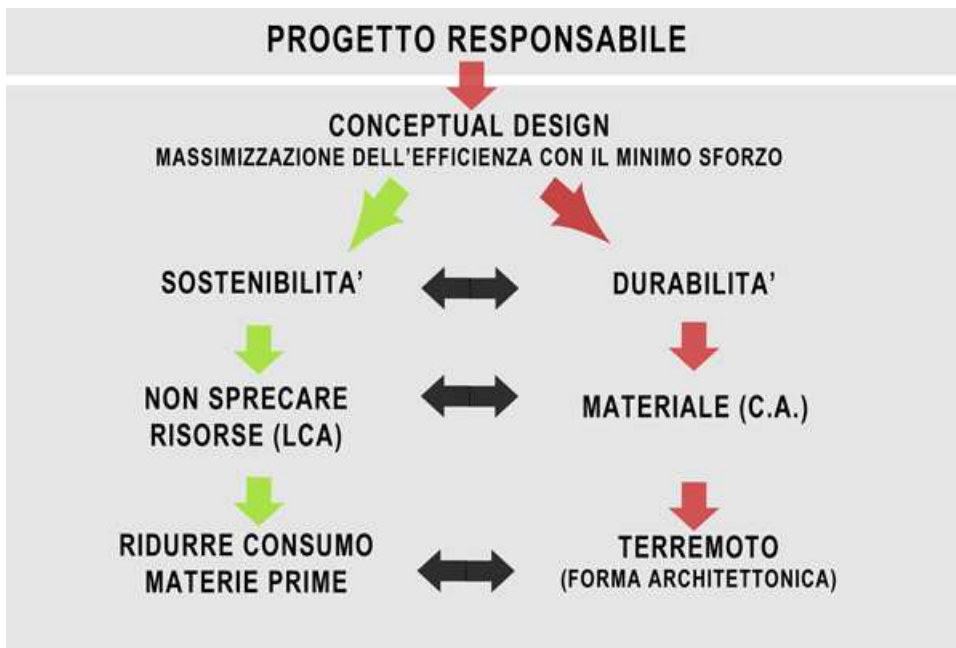 PROGETTO RESPONSABILE
CONCEPTUAL DESIGN
MASSIMIZZAZIONE DELL'EFFICIENZA CON IL MINIMO SFORZO
SOSTENIBILITA'
DURABILITA'
NON SPRECARE
RISORSE (LCA)
MATERIALE (C.A.)
RIDURRE CONSUMO
MATERIE PRIME
TERREMOTO
(FORMA ARCHITETTONICA)